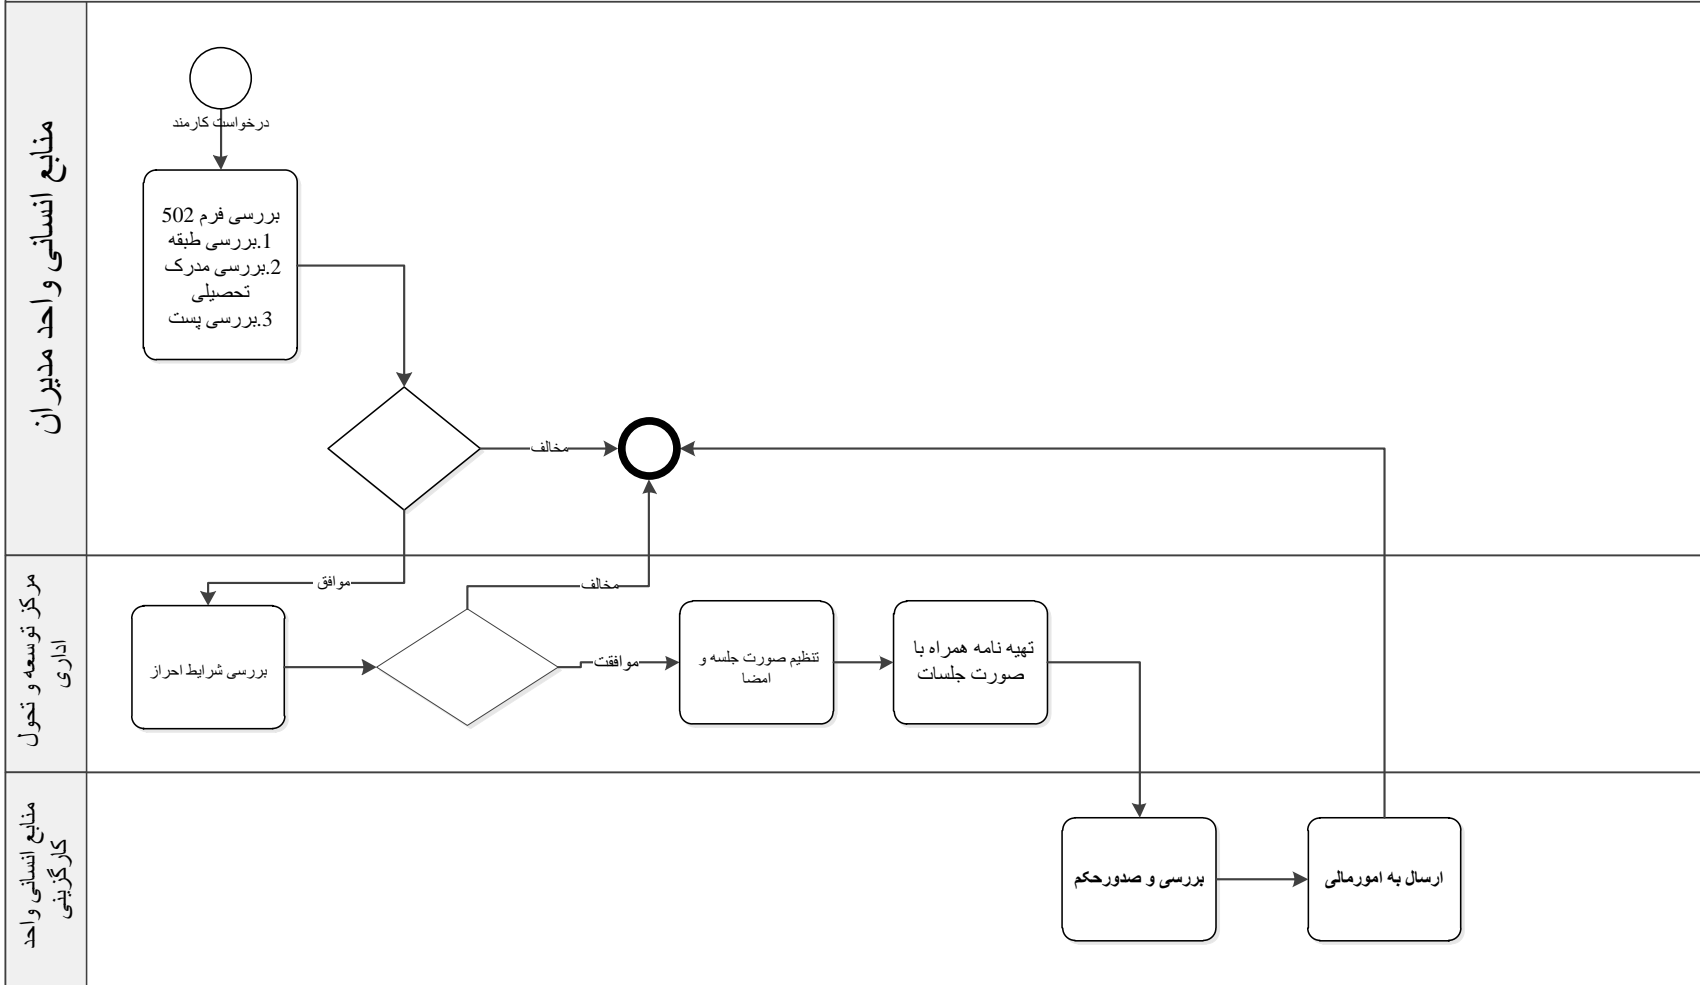 منابع انسانی واحد مدیران
درخواست کارمند
بررسی فرم 502
1.بررسی طبقه
2.بررسی مدرک
تحصیلی
3.بررسی پست
مخالف
موافق
مرکز توسعه و تحول
اداری
مخالف
بررسی شرایط احراز
موافقت
تنظیم صورت جلسه و
امضا
تهیه نامه همراه با
صورت جلسات
منابع انسانی واحد
کارگزینی
بررسی و صدورحکم
ارسال به امورمالی